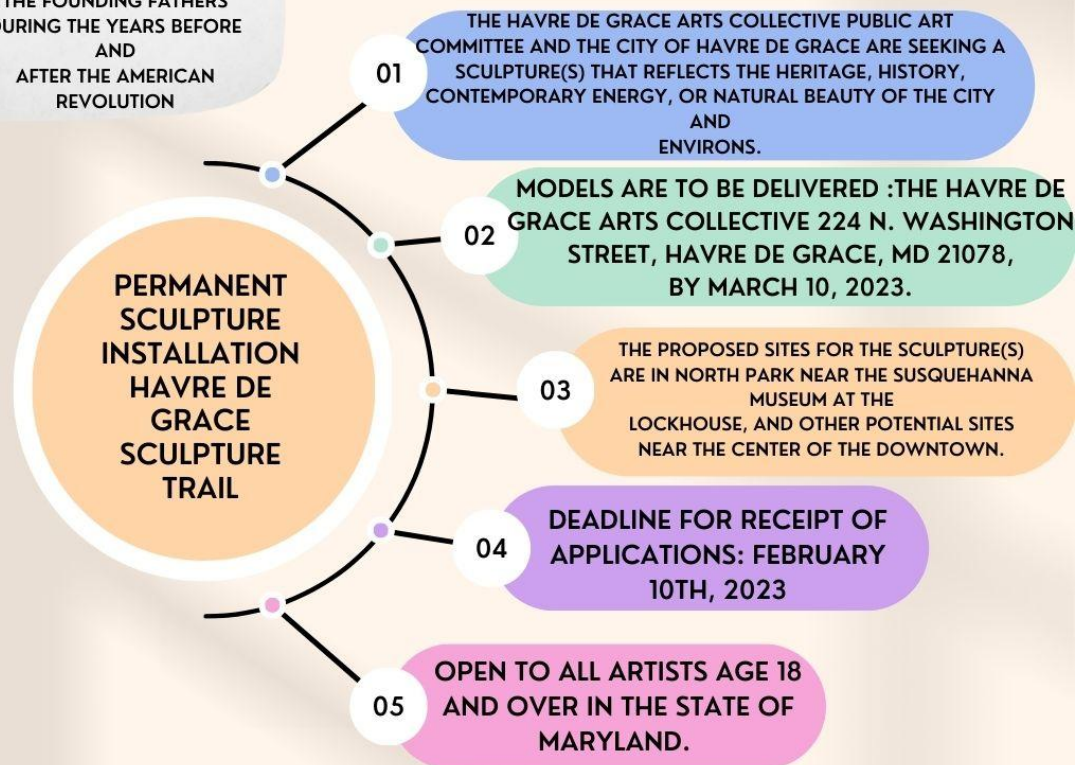 THE FOUNDING FATHERS
DURING THE YEARS BEFORE
AND
AFTER THE AMERICAN
REVOLUTION
PERMANENT
SCULPTURE
INSTALLATION
HAVRE DE
GRACE
SCULPTURE
TRAIL
01
THE HAVRE DE GRACE ARTS COLLECTIVE PUBLIC ART
COMMITTEE AND THE CITY OF HAVRE DE GRACE ARE SEEKING A
SCULPTURE(S) THAT REFLECTS THE HERITAGE, HISTORY,
CONTEMPORARY ENERGY, OR NATURAL BEAUTY OF THE CITY
AND
ENVIRONS.
02
MODELS ARE TO BE DELIVERED :THE HAVRE DE
GRACE ARTS COLLECTIVE 224 N. WASHINGTON
STREET, HAVRE DE GRACE, MD 21078,
BY MARCH 10, 2023.
03
THE PROPOSED SITES FOR THE SCULPTURE(S)
ARE IN NORTH PARK NEAR THE SUSQUEHANNA
MUSEUM AT THE
LOCKHOUSE, AND OTHER POTENTIAL SITES
NEAR THE CENTER OF THE DOWNTOWN.
04
DEADLINE FOR RECEIPT OF
APPLICATIONS: FEBRUARY
10TH, 2023
05
OPEN TO ALL ARTISTS AGE 18
AND OVER IN THE STATE OF
MARYLAND.